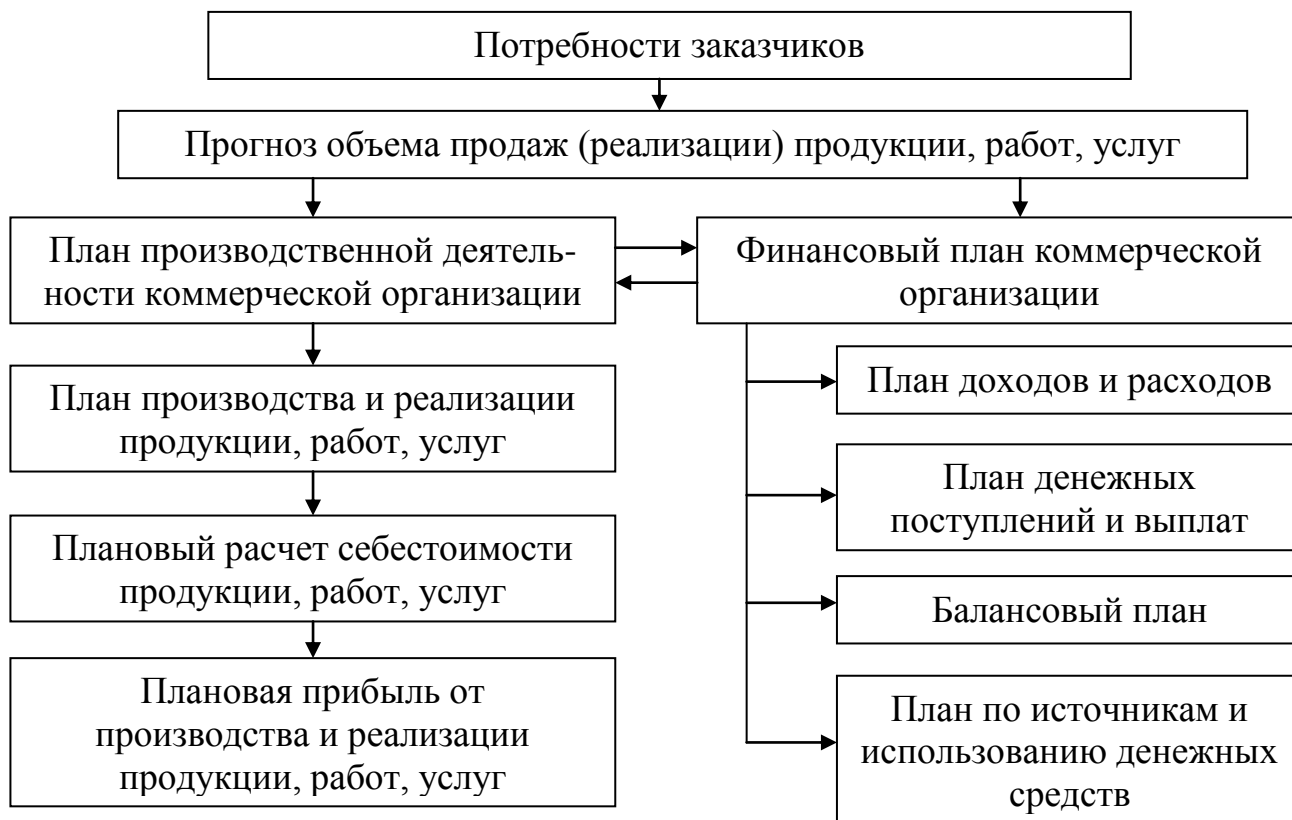 Потребности заказчиков
Прогноз объема продаж (реализации) продукции, работ, услуг
План производственной деятель-
ности коммерческой организации
Финансовый план коммерческой
организации
План производства и реализации
продукции, работ, услуг
Плановый расчет себестоимости
продукции, работ, услуг
Плановая прибыль от
производства и реализации
продукции, работ, услуг
План доходов и расходов
План денежных
поступлений и выплат
Балансовый план
План по источникам и
использованию денежных
средств